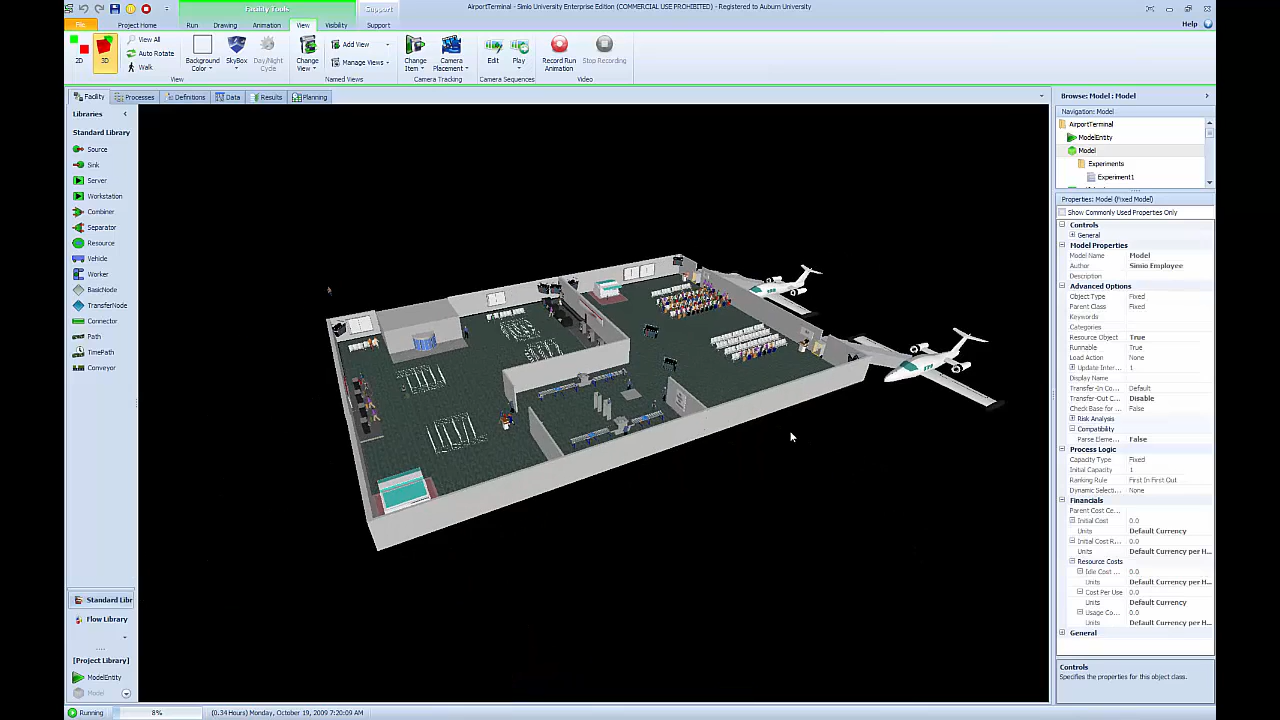 AirportTerminal - Simio University Enterprise Edition (COMMERCIAL USE PROHIBITED) - Registered to Auburn University
Facility Tools
Support
File
Project Home
Run
Drawing
Animation
View
Visibility
Support
Help
2D
3D
View All
Auto Rotate
Walk
View
Background Color
SkyBox
Day/Night Cycle
Change View
Add View
Manage Views
Named Views
Change Item
Camera Placement
Camera Tracking
Edit
Play
Camera Sequences
Record Run Animation
Stop Recording
Video
Facility
Processes
Definitions
Data
Results
Planning
Libraries
Standard Library
Source
Sink
Server
Workstation
Combiner
Separator
Resource
Vehicle
Worker
BasicNode
TransferNode
Connector
Path
TimePath
Conveyor
Standard Libr
Flow Library
[Project Library]
ModelEntity
Model
Browse: Model : Model
Navigation: Model
AirportTerminal
ModelEntity
Model
Experiments
Experiment1
Properties: Model (Fixed Model)
Show Commonly Used Properties Only
Controls
General
Model Properties
Model Name Model
Author Simio Employee
Description
Advanced Options
Object Type Fixed
Parent Class Fixed
Keywords
Categories
Resource Object True
Runnable True
Load Action None
Update Inter... 1
Display Name
Transfer-In Co... Default
Transfer-Out C... Disable
Check Base for ... False
Risk Analysis
Compatibility
Parse Eleme... False
Process Logic
Capacity Type Fixed
Initial Capacity 1
Ranking Rule First In First Out
Dynamic Selecti... None
Financials
Parent Cost Ce...
Initial Cost 0.0
Units Default Currency
Initial Cost R... 0.0
Units Default Currency per H...
Resource Costs
Idle Cost ... 0.0
Units Default Currency per H...
Cost Per Use 0.0
Units Default Currency
Usage Co... 0.0
Units Default Currency per H...
General
Controls
Specifies the properties for this object class.
Running
8%
(0.34 Hours) Monday, October 19, 2009 7:20:09 AM